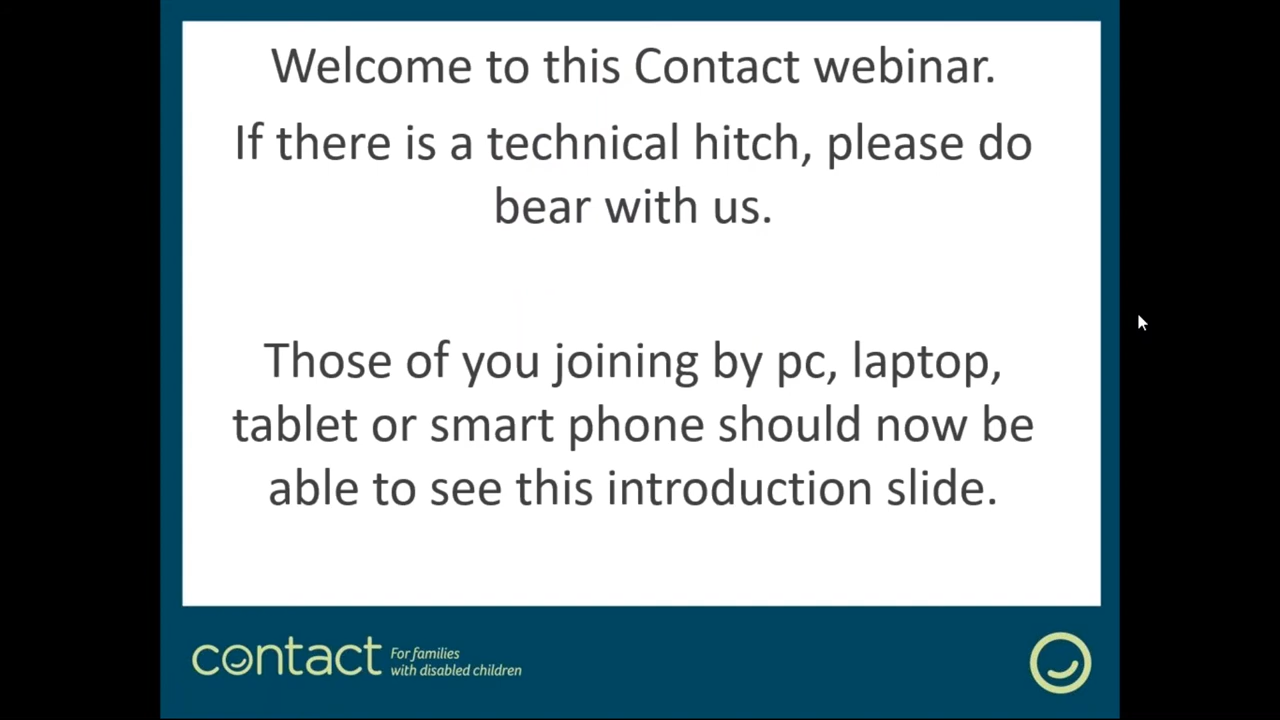 Welcome to this Contact webinar.
If there is a technical hitch, please do
bear with us.
Those of you joining by pc, laptop,
tablet or smart phone should now be
able to see this introduction slide.
contact
For families
with disabled children